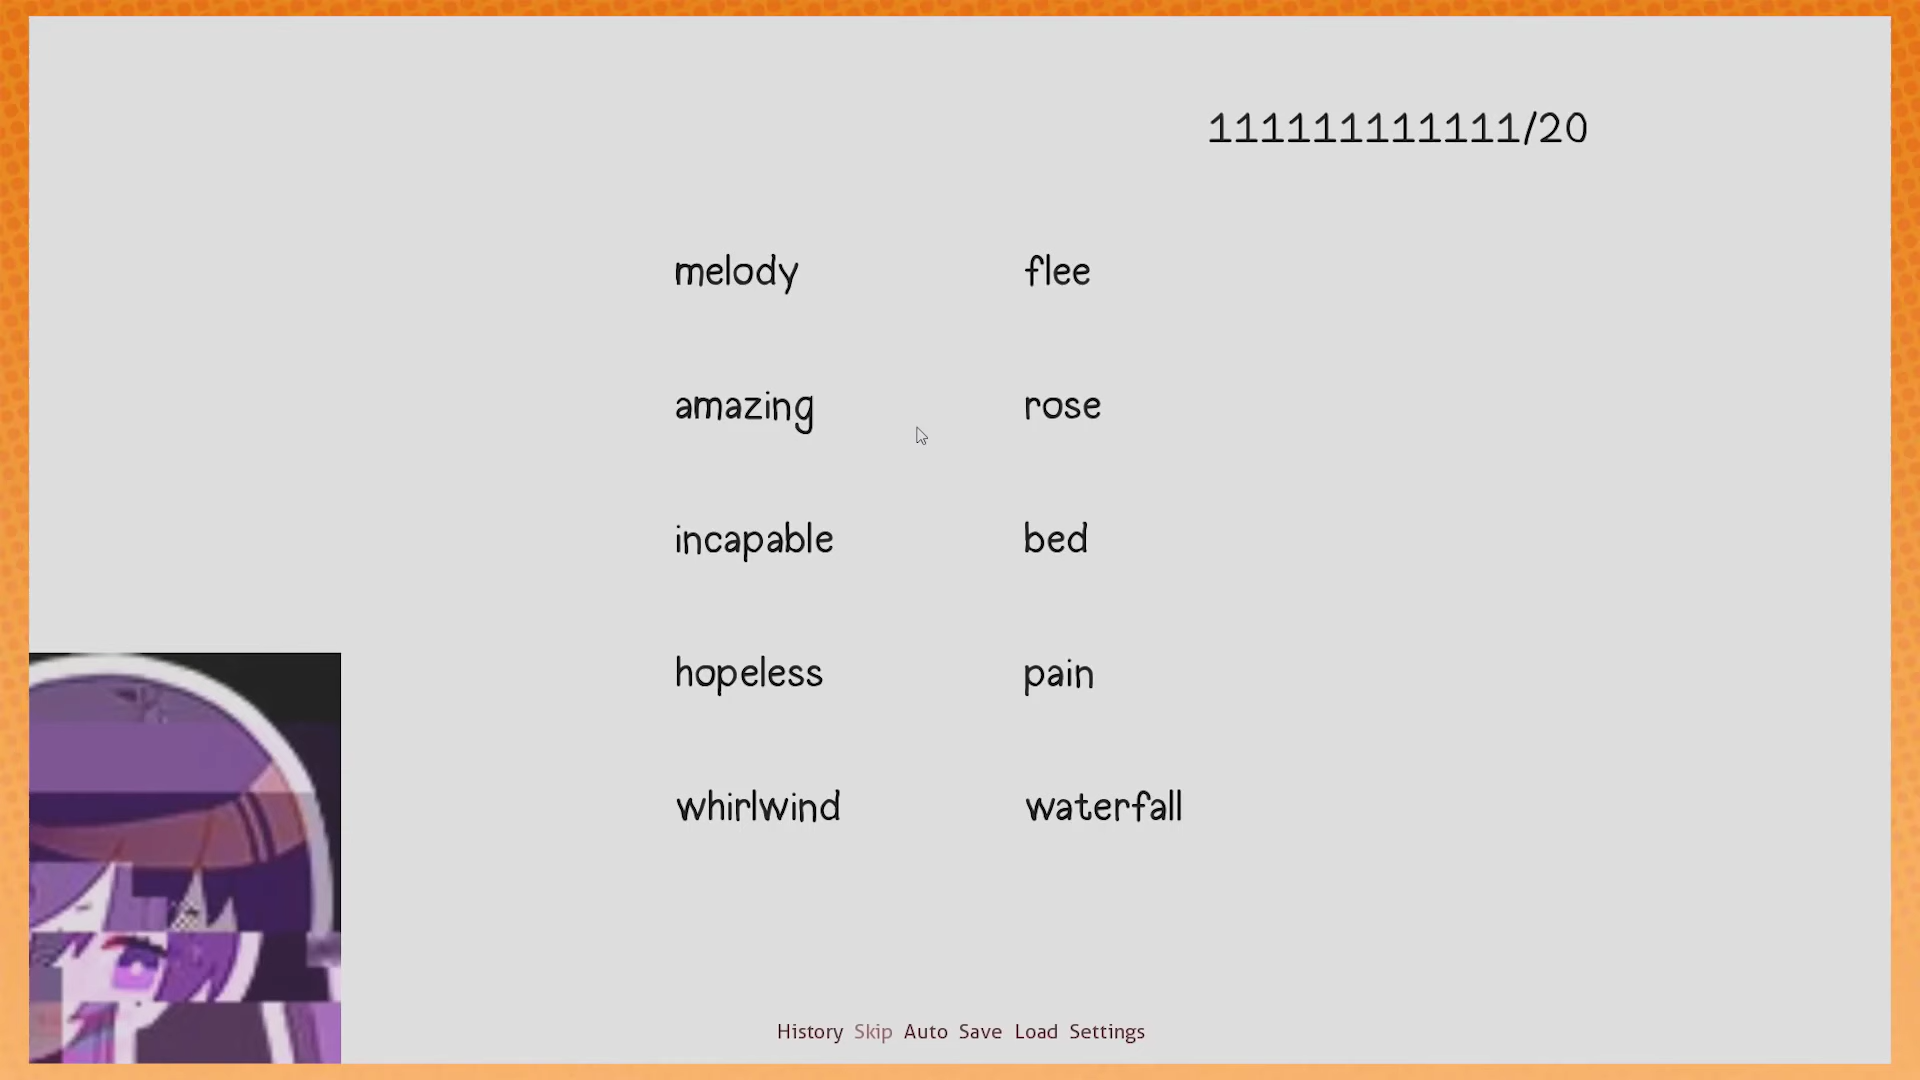 111111111111/20
melody flee
amazing rose
incapable bed
hopeless pain
whirlwind waterfall
History Skip Auto Save Load Settings